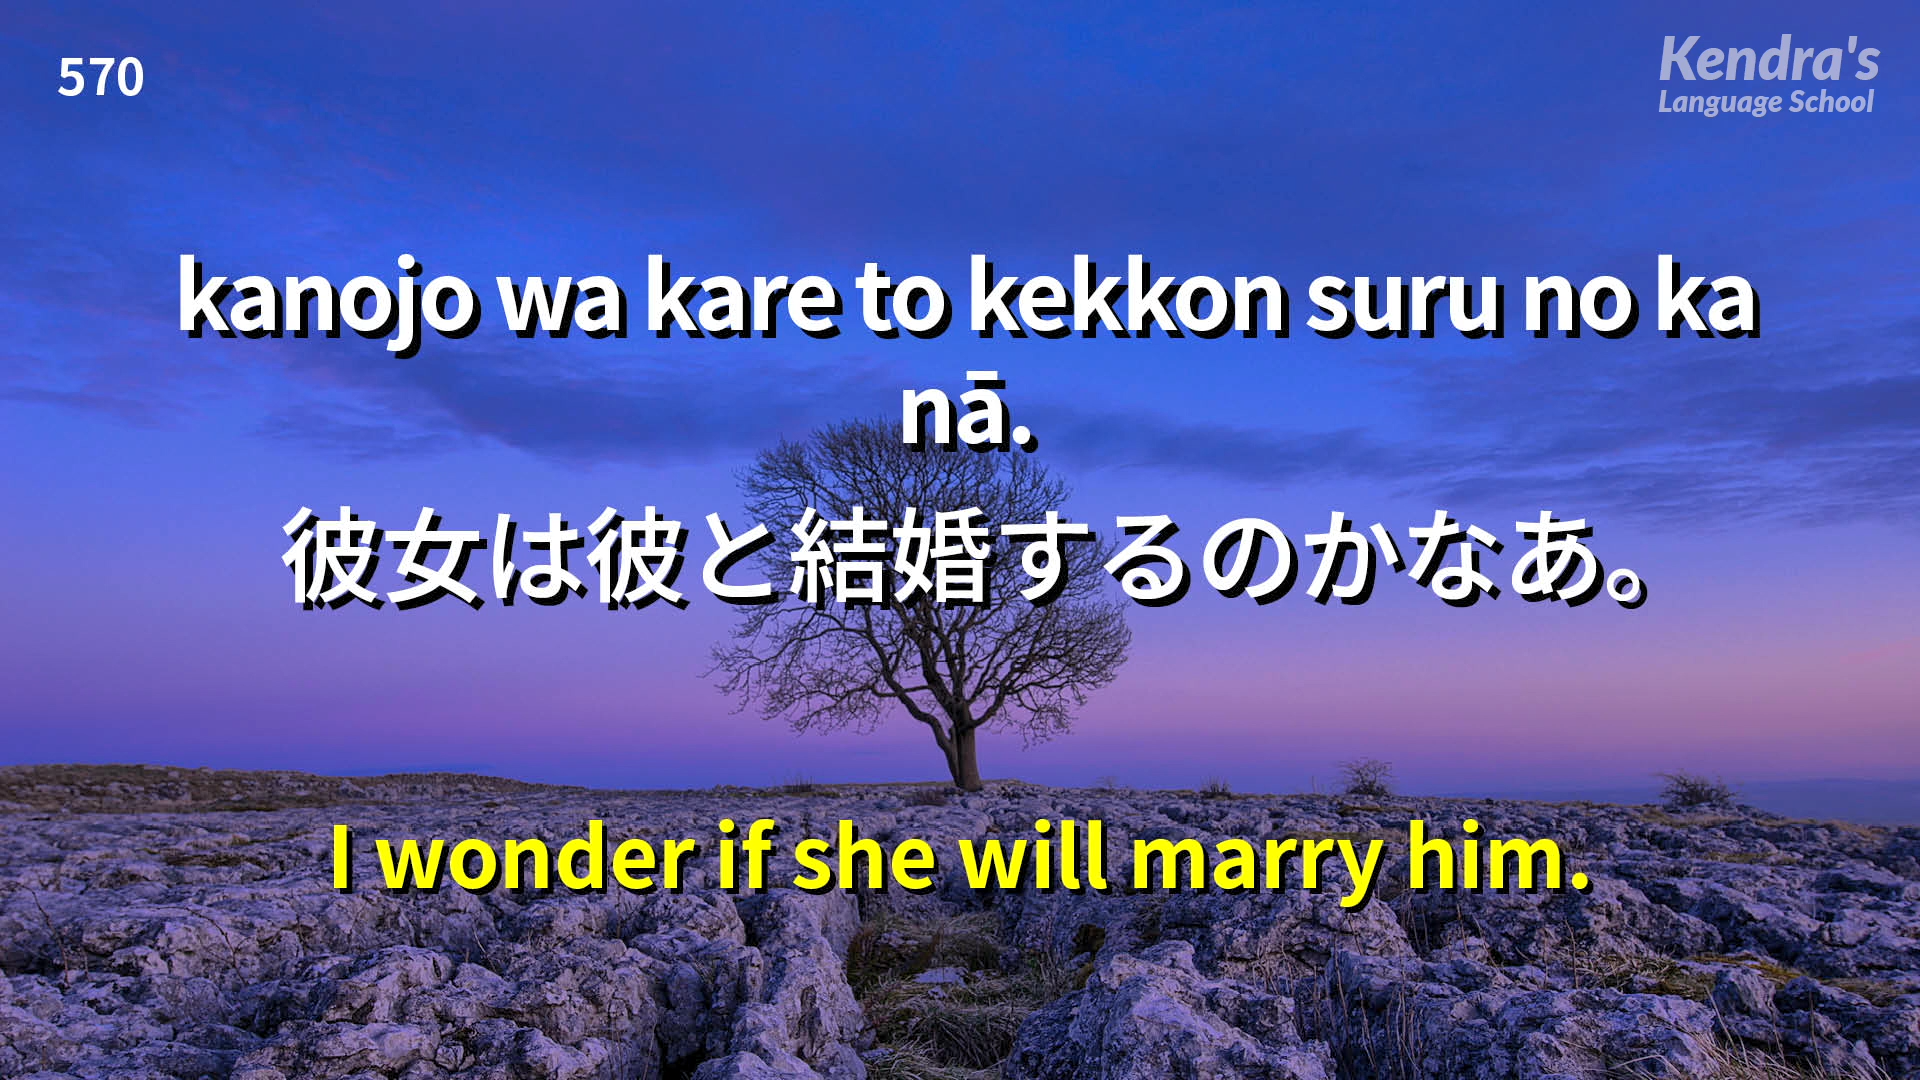 570
Kendra's
Language School
kanojo wa kare to kekkon suru no ka
nā.
彼女は彼と結婚するのかなあ。
I wonder if she will marry him.